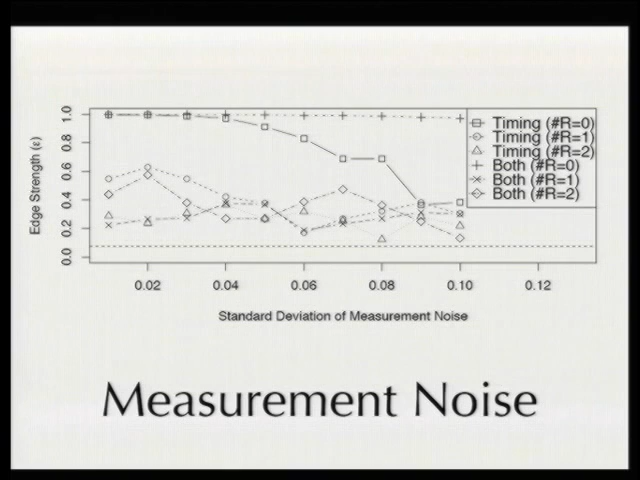 Edge Strength (ε)
1.0
0.8
0.6
0.4
0.2
0.0
Timing (#R=0)
Timing (#R=1)
Timing (#R=2)
Both (#R=0)
Both (#R=1)
Both (#R=2)
0.02 0.04 0.06 0.08 0.10 0.12
Standard Deviation of Measurement Noise
Measurement Noise